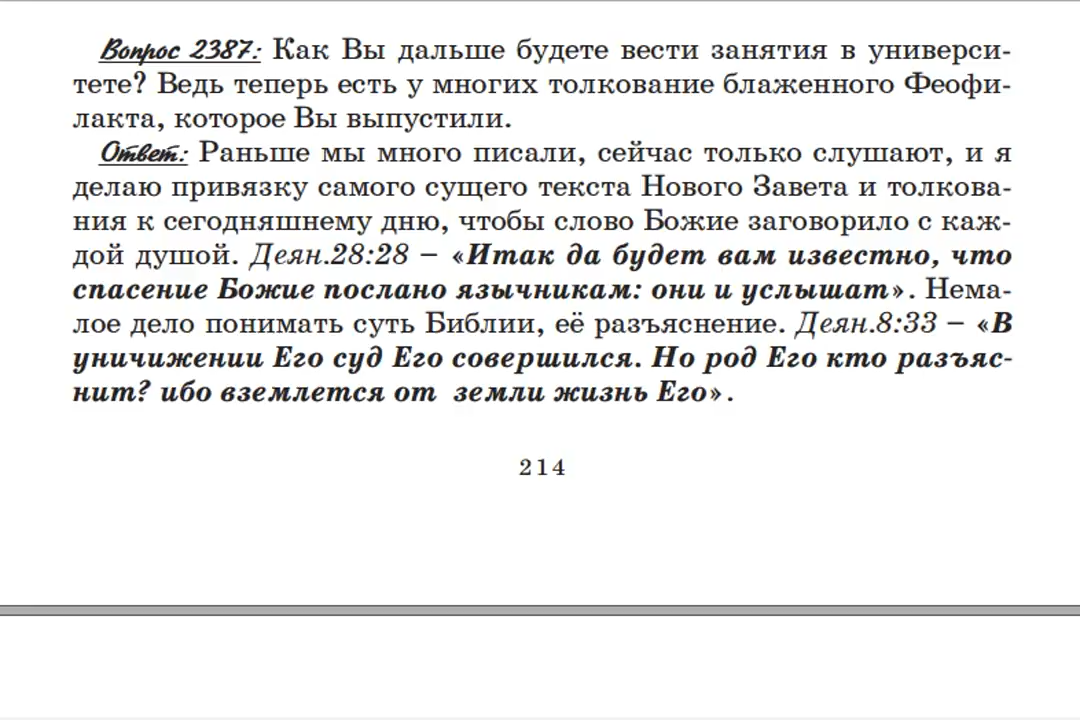 Вопрос 2387: Как Вы дальше будете вести занятия в универси-
тете? Ведь теперь есть у многих толкование блаженного Феофи-
лакта, которое Вы выпустили.
Ответ: Раньше мы много писали, сейчас только слушают, и я
делаю привязку самого сущего текста Нового Завета и толкова-
ния к сегодняшнему дню, чтобы слово Божие заговорило с каж-
дой душой. Деян.28:28 – «Итак да будет вам известно, что
спасение Божие послано язычникам: они и услышат». Нема-
лое дело понимать суть Библии, её разъяснение. Деян.8:33 – «В
уничижении Его суд Его совершился. Но род Его кто разъяс-
нит? ибо вземлется от  земли жизнь Его».
214